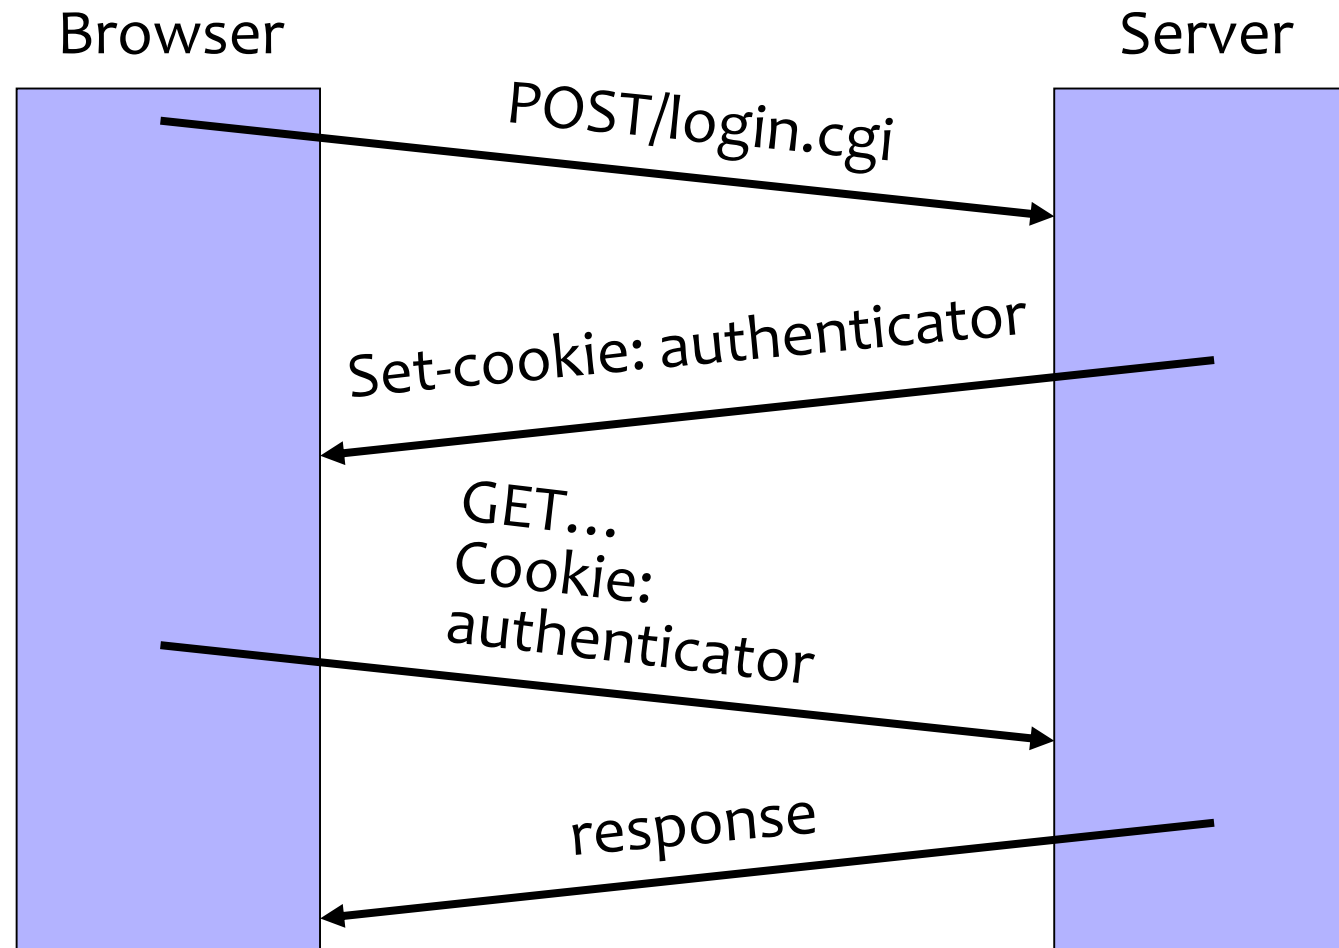 Browser
Server
POST/login.cgi
Set-cookie: authenticator
GET…
Cookie:
authenticator
response